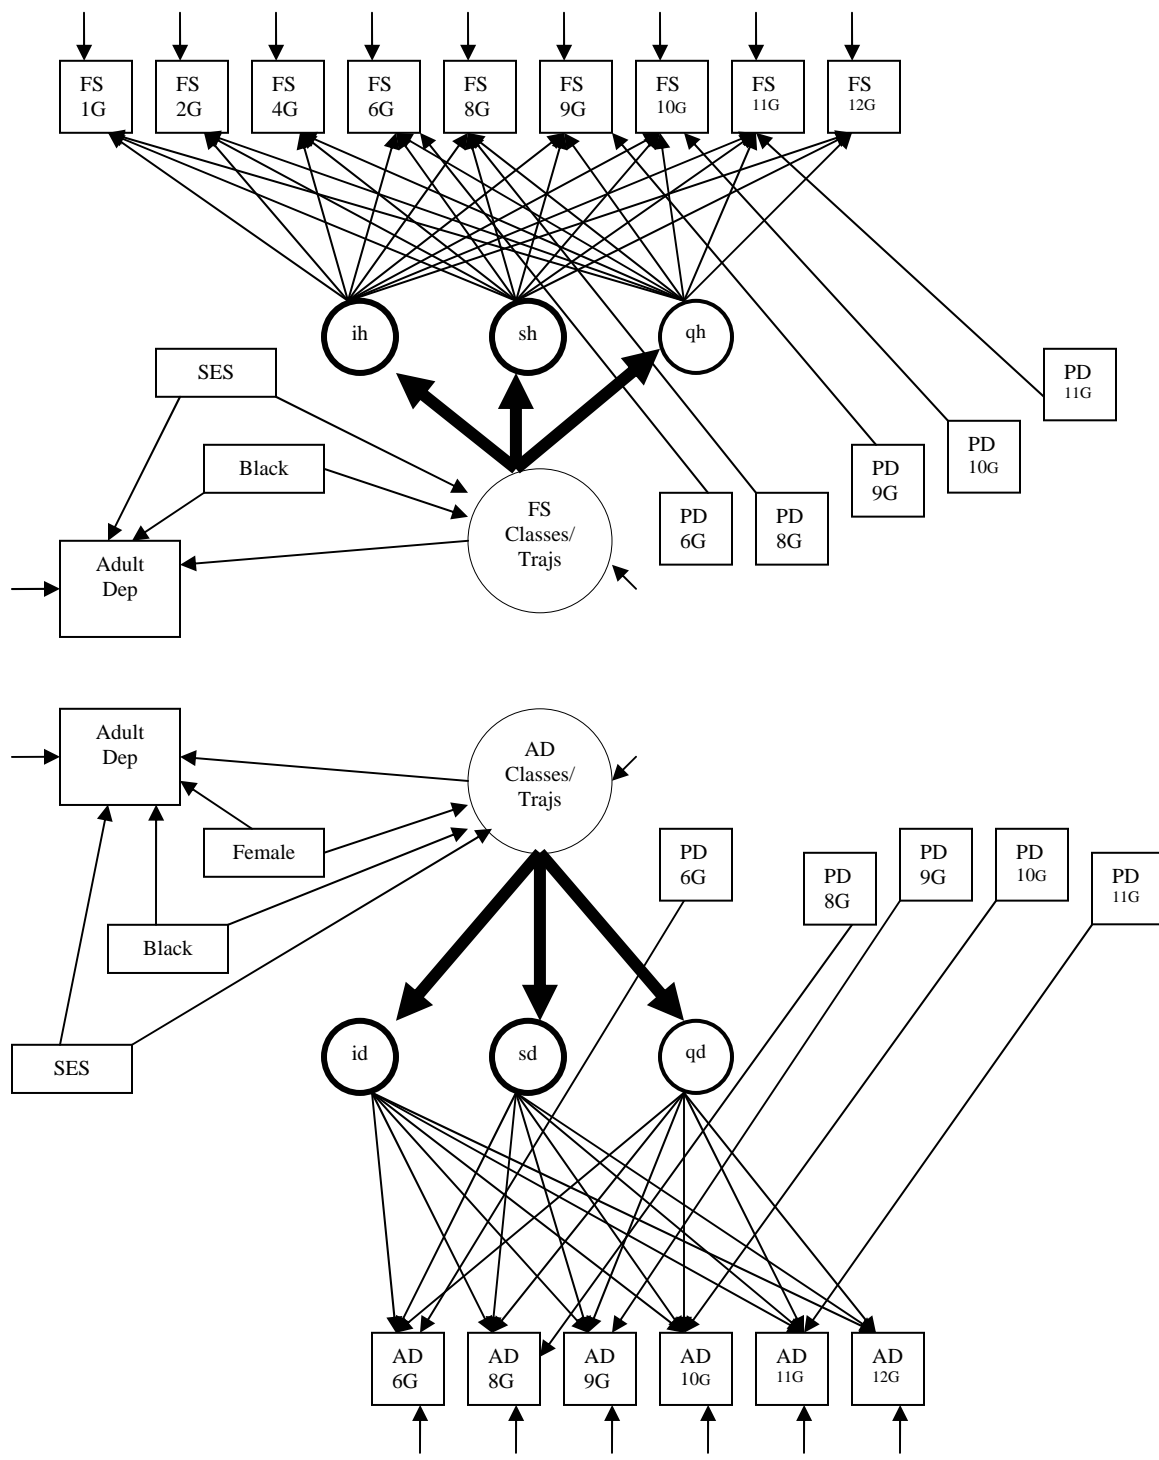 FS
1G
FS
2G
FS
4G
FS
6G
FS
8G
FS
9G
FS
10G
FS
11G
FS
12G
ih
sh
qh
SES
PD
11G
Black
PD
10G
PD
9G
FS
Classes/
Trajs
PD
6G
PD
8G
Adult
Dep
Adult
Dep
AD
Classes/
Trajs
Female
PD
6G
PD
8G
PD
9G
PD
10G
PD
11G
Black
SES
id
sd
qd
AD
6G
AD
8G
AD
9G
AD
10G
AD
11G
AD
12G